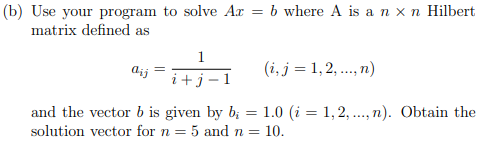 (b) Use your program to solve Ax = b where A is a n × n Hilbert
matrix defined as
a_{ij} = \frac{1}{i + j - 1}   (i, j = 1, 2, ..., n)
and the vector b is given by b_i = 1.0 (i = 1, 2, ..., n). Obtain the
solution vector for n = 5 and n = 10.